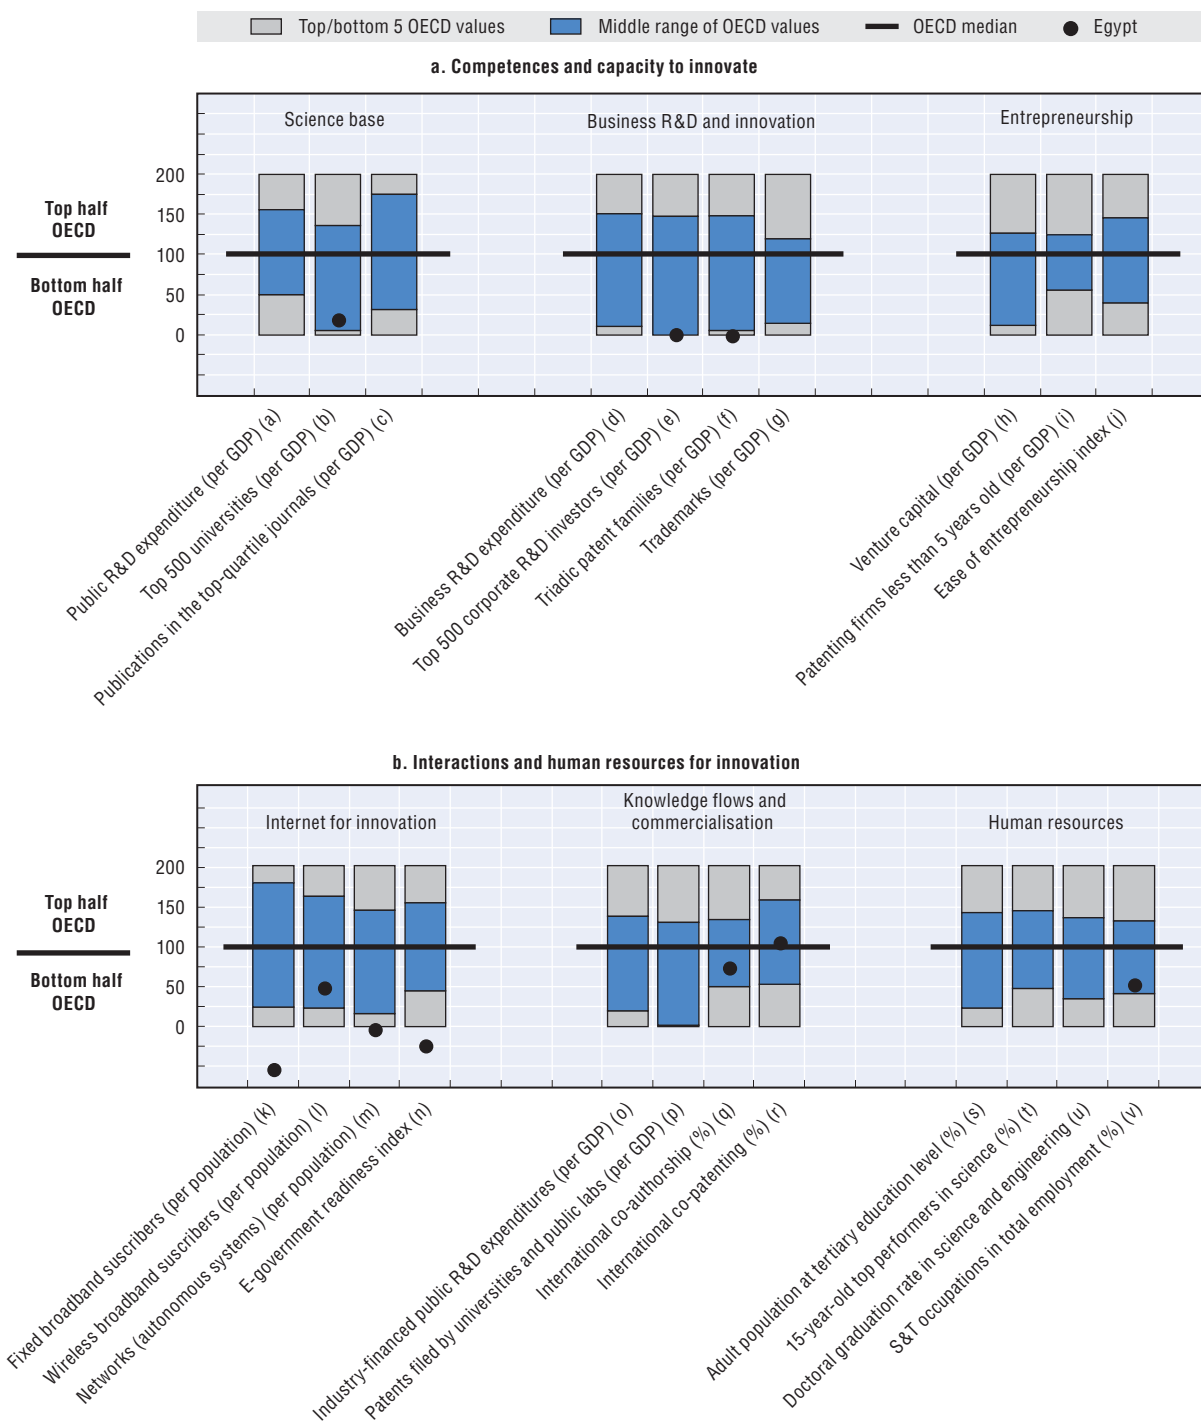 Top/bottom 5 OECD values Middle range of OECD values OECD median Egypt
a. Competences and capacity to innovate
Science base Business R&D and innovation Entrepreneurship
200
150
100
50
0
Top half
OECD
Bottom half
OECD
Public R&D expenditure (per GDP) (a)
Top 500 universities (per GDP) (b)
Publications in the top-quartile journals (per GDP) (c)
Business R&D expenditure (per GDP) (d)
Top 500 corporate R&D investors (per GDP) (e)
Triadic patent families (per GDP) (f)
Trademarks (per GDP) (g)
Venture capital (per GDP) (h)
Patenting firms less than 5 years old (per GDP) (i)
Ease of entrepreneurship index (j)
b. Interactions and human resources for innovation
Internet for innovation
Knowledge flows and
commercialisation
Human resources
200
150
100
50
0
Top half
OECD
Bottom half
OECD
Fixed broadband suscribers (per population) (k)
Wireless broadband suscribers (per population) (l)
Networks (autonomous systems) (per population) (m)
E-government readiness index (n)
Industry-financed public R&D expenditures (per GDP) (o)
Patents filed by universities and public labs (per GDP) (p)
International co-authorship (%) (q)
International co-patenting (%) (r)
Adult population at tertiary education level (%) (s)
15-year-old top performers in science (%) (t)
Doctoral graduation rate in science and engineering (u)
S&T occupations in total employment (%) (v)